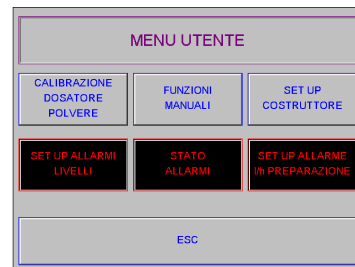 MENU UTENTE
CALIBRAZIONE
DOSATORE
POLVERE
FUNZIONI
MANUALI
SET UP
COSTRUTTORE
SET UP ALLARMI
LIVELLI
STATO
ALLARMI
SET UP ALLARME
l/h PREPARAZIONE
ESC